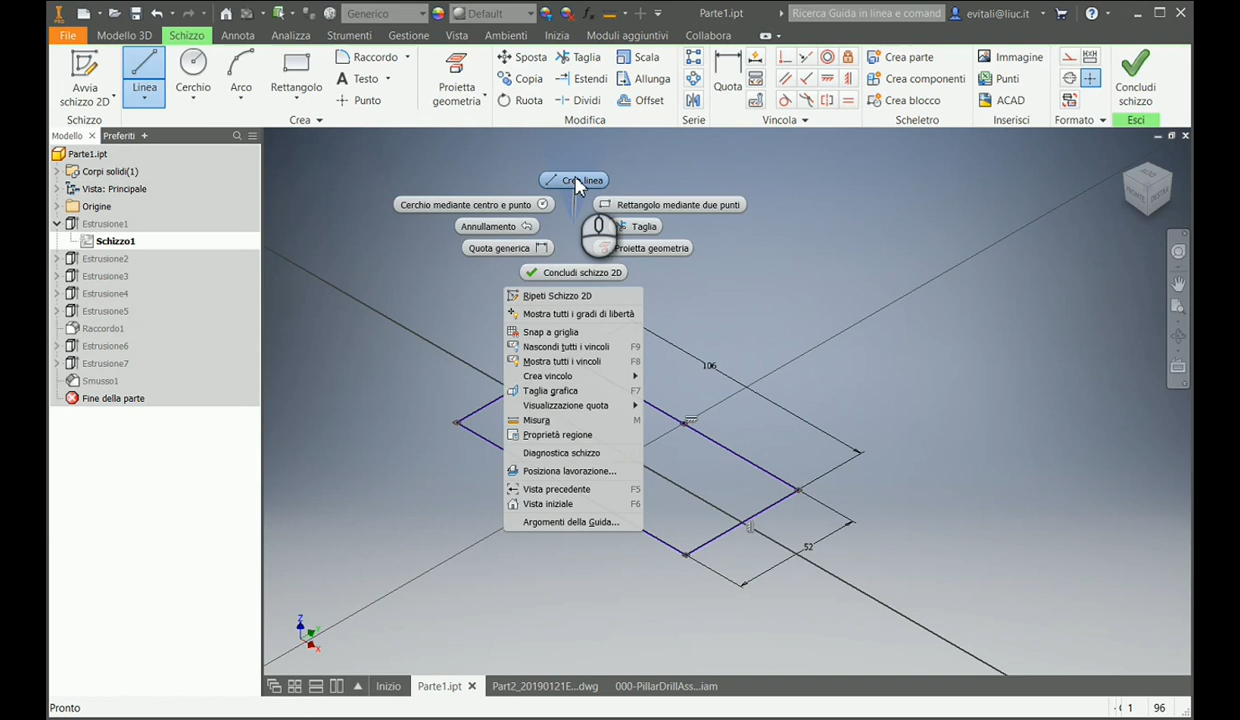 PRO
Generico
Default
Parte1.ipt
Ricerca Guida in linea e comand
evitali@liuc.it
File
Modello 3D
Schizzo
Annota
Analizza
Strumenti
Gestione
Vista
Ambienti
Inizia
Moduli aggiuntivi
Collabora
Avvia
schizzo 2D
Linea
Cerchio
Arco
Rettangolo
Raccordo
Testo
Punto
Proietta
geometria
Sposta
Copia
Ruota
Taglia
Estendi
Dividi
Scala
Allunga
Offset
Quota
Crea parte
Crea componenti
Crea blocco
Immagine
Punti
ACAD
Concludi
schizzo
Schizzo
Crea
Modifica
Serie
Vincola
Scheletro
Inserisci
Formato
Esci
Modello
Preferiti
Parte1.ipt
Corpi solidi(1)
Vista: Principale
Origine
Estrusione1
Schizzo1
Estrusione2
Estrusione3
Estrusione4
Estrusione5
Raccordo1
Estrusione6
Estrusione7
Smusso1
Fine della parte
linea
Cerchio mediante centro e punto
Rettangolo mediante due punti
Annullamento
Taglia
Quota generica
Proietta geometria
Concludi schizzo 2D
Ripeti Schizzo 2D
Mostra tutti i gradi di libertà
Snap a griglia
Nascondi tutti i vincoli F9
Mostra tutti i vincoli F8
Crea vincolo
Taglia grafica F7
Visualizzazione quota
Misura M
Proprietà regione
Diagnostica schizzo
Posiziona lavorazione...
Vista precedente F5
Vista iniziale F6
Argomenti della Guida...
106
52
Z
Y
X
Inizio
Parte1.ipt
Part2_20190121E...dwg
000-PillarDrillAss...iam
Pronto
1
96